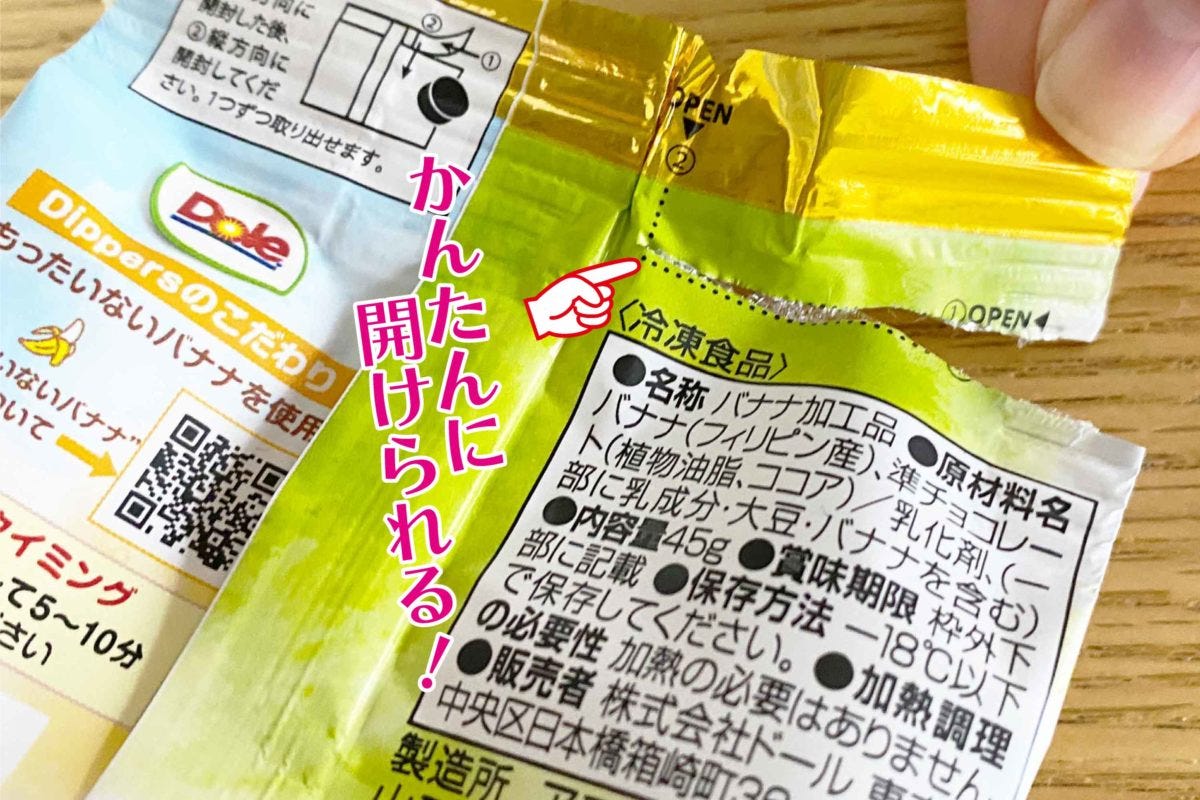 開封した後、
②縦方向に
開封してくだ
さい。1つずつ取り出せます。
②
①
OPEN
②
Dole
Dippersのこだわり
もったいないバナナを使用
いないバナナ”
ついて
タイミング
て5〜10分
ださい
かんたんに
開けられる！
①OPEN
〈冷凍食品〉
●名称 バナナ加工品 ●原材料名
バナナ（フィリピン産）、準チョコレー
ト（植物油脂、ココア）／乳化剤、（一
部に乳成分・大豆・バナナを含む）
●内容量 45g ●賞味期限 枠外下
部に記載 ●保存方法 −18℃以下
で保存してください。 ●加熱調理
の必要性 加熱の必要はありません
●販売者 株式会社ドール 東
中央区日本橋箱崎町
製造所